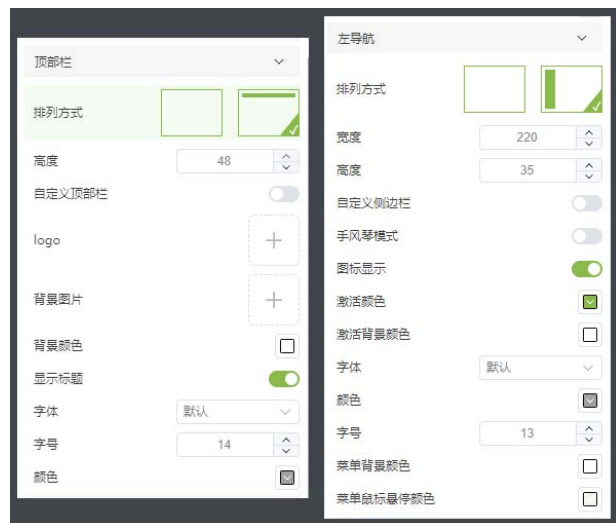 顶部栏
排列方式
高度 48
自定义顶部栏
logo
背景图片
背景颜色
显示标题
字体 默认
字号 14
颜色
左导航
排列方式
宽度 220
高度 35
自定义侧边栏
手风琴模式
图标显示
激活颜色
激活背景颜色
字体 默认
颜色
字号 13
菜单背景颜色
菜单鼠标悬停颜色